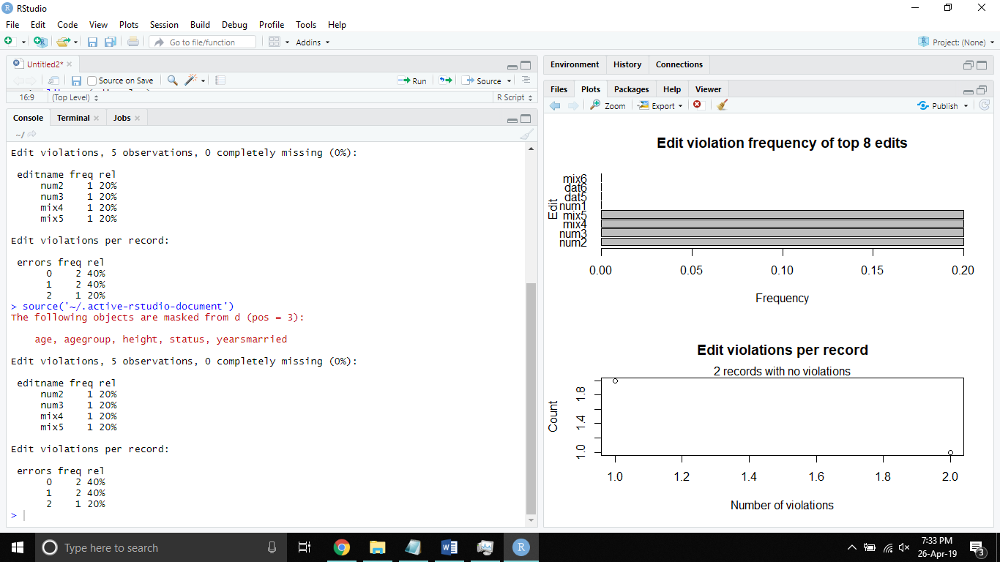 RStudio
File Edit Code View Plots Session Build Debug Profile Tools Help
Go to file/function
Addins
Project: (None)
Untitled2*
Source on Save
Run
Source
16:9 (Top Level)
R Script
Console Terminal Jobs
~/
Edit violations, 5 observations, 0 completely missing (0%):
editname freq rel
num2 1 20%
num3 1 20%
mix4 1 20%
mix5 1 20%
Edit violations per record:
errors freq rel
0 2 40%
1 2 40%
2 1 20%
> source('~/.active-rstudio-document')
The following objects are masked from d (pos = 3):
age, agegroup, height, status, yearsmarried
Edit violations, 5 observations, 0 completely missing (0%):
editname freq rel
num2 1 20%
num3 1 20%
mix4 1 20%
mix5 1 20%
Edit violations per record:
errors freq rel
0 2 40%
1 2 40%
2 1 20%
>
Environment History Connections
Files Plots Packages Help Viewer
Zoom Export Publish
Edit violation frequency of top 8 edits
Edit
mix6
dat6
dat5
num1
mix5
mix4
num3
num2
0.00 0.05 0.10 0.15 0.20
Frequency
Edit violations per record
2 records with no violations
Count
1.8
1.4
1.0
1.0 1.2 1.4 1.6 1.8 2.0
Number of violations
Type here to search
7:33 PM
26-Apr-19
3